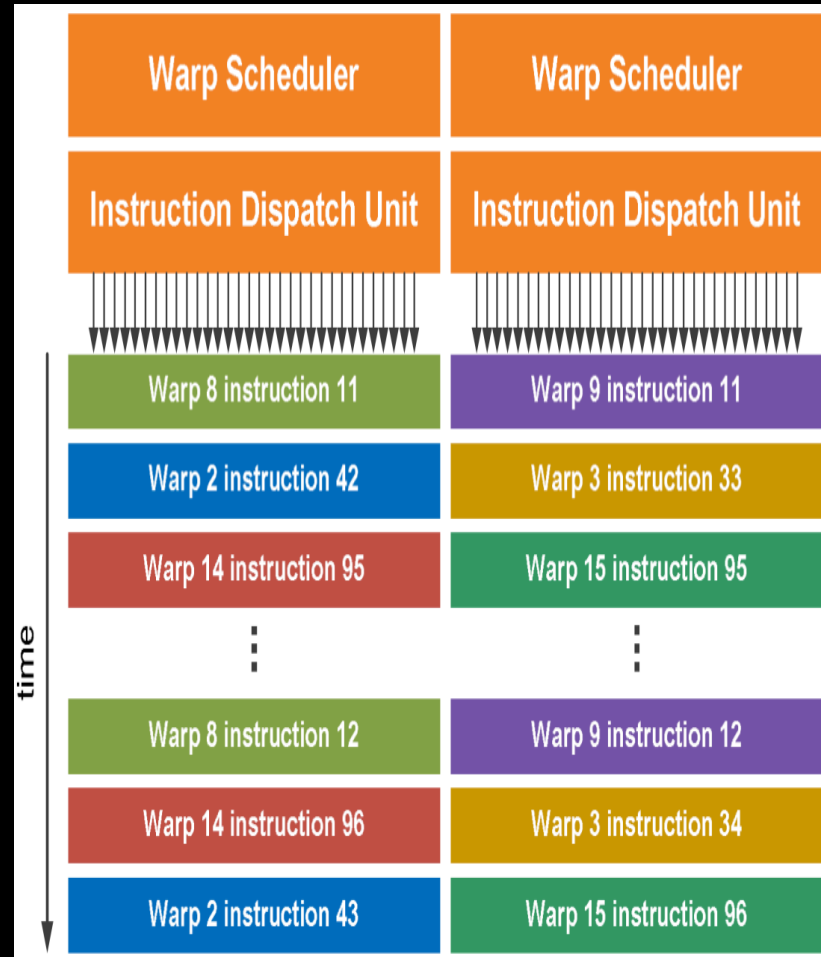 Warp Scheduler
Warp Scheduler
Instruction Dispatch Unit
Instruction Dispatch Unit
Warp 8 instruction 11
Warp 9 instruction 11
Warp 2 instruction 42
Warp 3 instruction 33
Warp 14 instruction 95
Warp 15 instruction 95
time
Warp 8 instruction 12
Warp 9 instruction 12
Warp 14 instruction 96
Warp 3 instruction 34
Warp 2 instruction 43
Warp 15 instruction 96